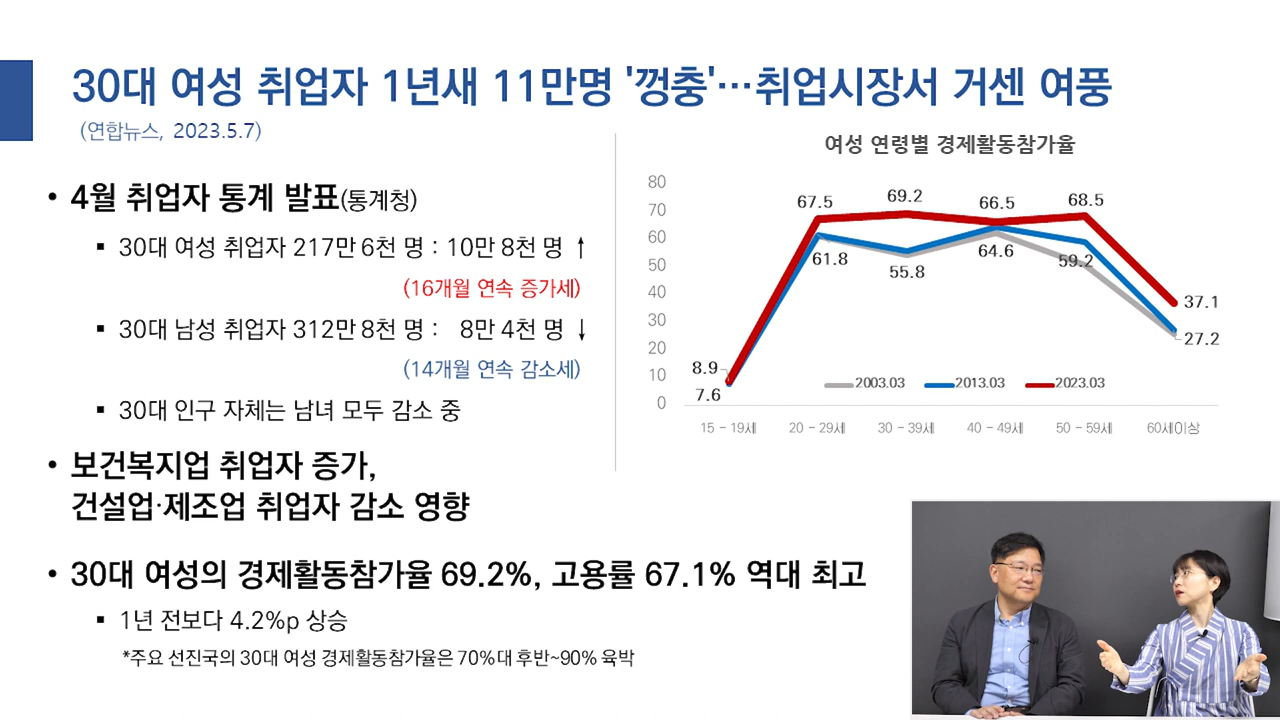 30대 여성 취업자 1년새 11만명 '껑충'…취업시장서 거센 여풍
(연합뉴스, 2023.5.7)
• 4월 취업자 통계 발표(통계청)
▪ 30대 여성 취업자 217만 6천 명 : 10만 8천 명 ↑
(16개월 연속 증가세)
▪ 30대 남성 취업자 312만 8천 명 : 8만 4천 명 ↓
(14개월 연속 감소세)
▪ 30대 인구 자체는 남녀 모두 감소 중
• 보건복지업 취업자 증가,
건설업·제조업 취업자 감소 영향
• 30대 여성의 경제활동참가율 69.2%, 고용률 67.1% 역대 최고
▪ 1년 전보다 4.2%p 상승
*주요 선진국의 30대 여성 경제활동참가율은 70%대 후반~90% 육박
여성 연령별 경제활동참가율
80
70
60
50
40
30
20
10
0
67.5 69.2 66.5 68.5
61.8 55.8 64.6 59.2
37.1
27.2
8.9
7.6
2003.03 2013.03 2023.03
15 - 19세 20 - 29세 30 - 39세 40 - 49세 50 - 59세 60세이상